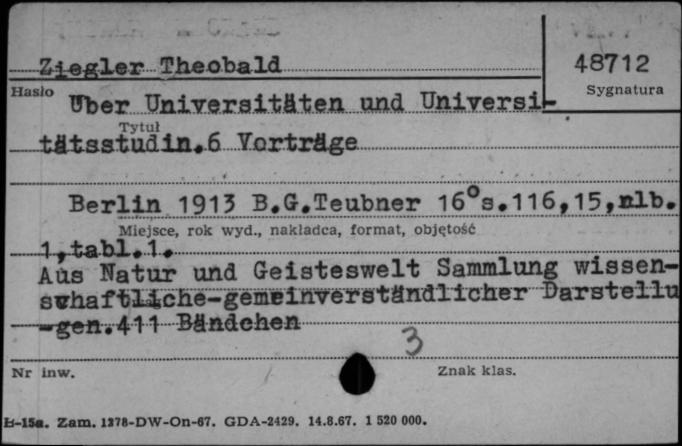 Ziegler Theobald
48712
Hasło
Sygnatura
Uber Universitäten und Universi-
Tytuł
tätsstudin.6 Vorträge
Berlin 1913 B.G.Teubner 16°s.116,15,nlb.
Miejsce, rok wyd., nakładca, format, objętość
1,tabl.1.
Aus Natur und Geisteswelt Sammlung wissen-
schaftliche-gemeinverständlicher Darstellu
-gen.411 Bändchen
3
Nr inw.
Znak klas.
B-15a. Zam. 1278-DW-On-67. GDA-2429. 14.8.67. 1 520 000.